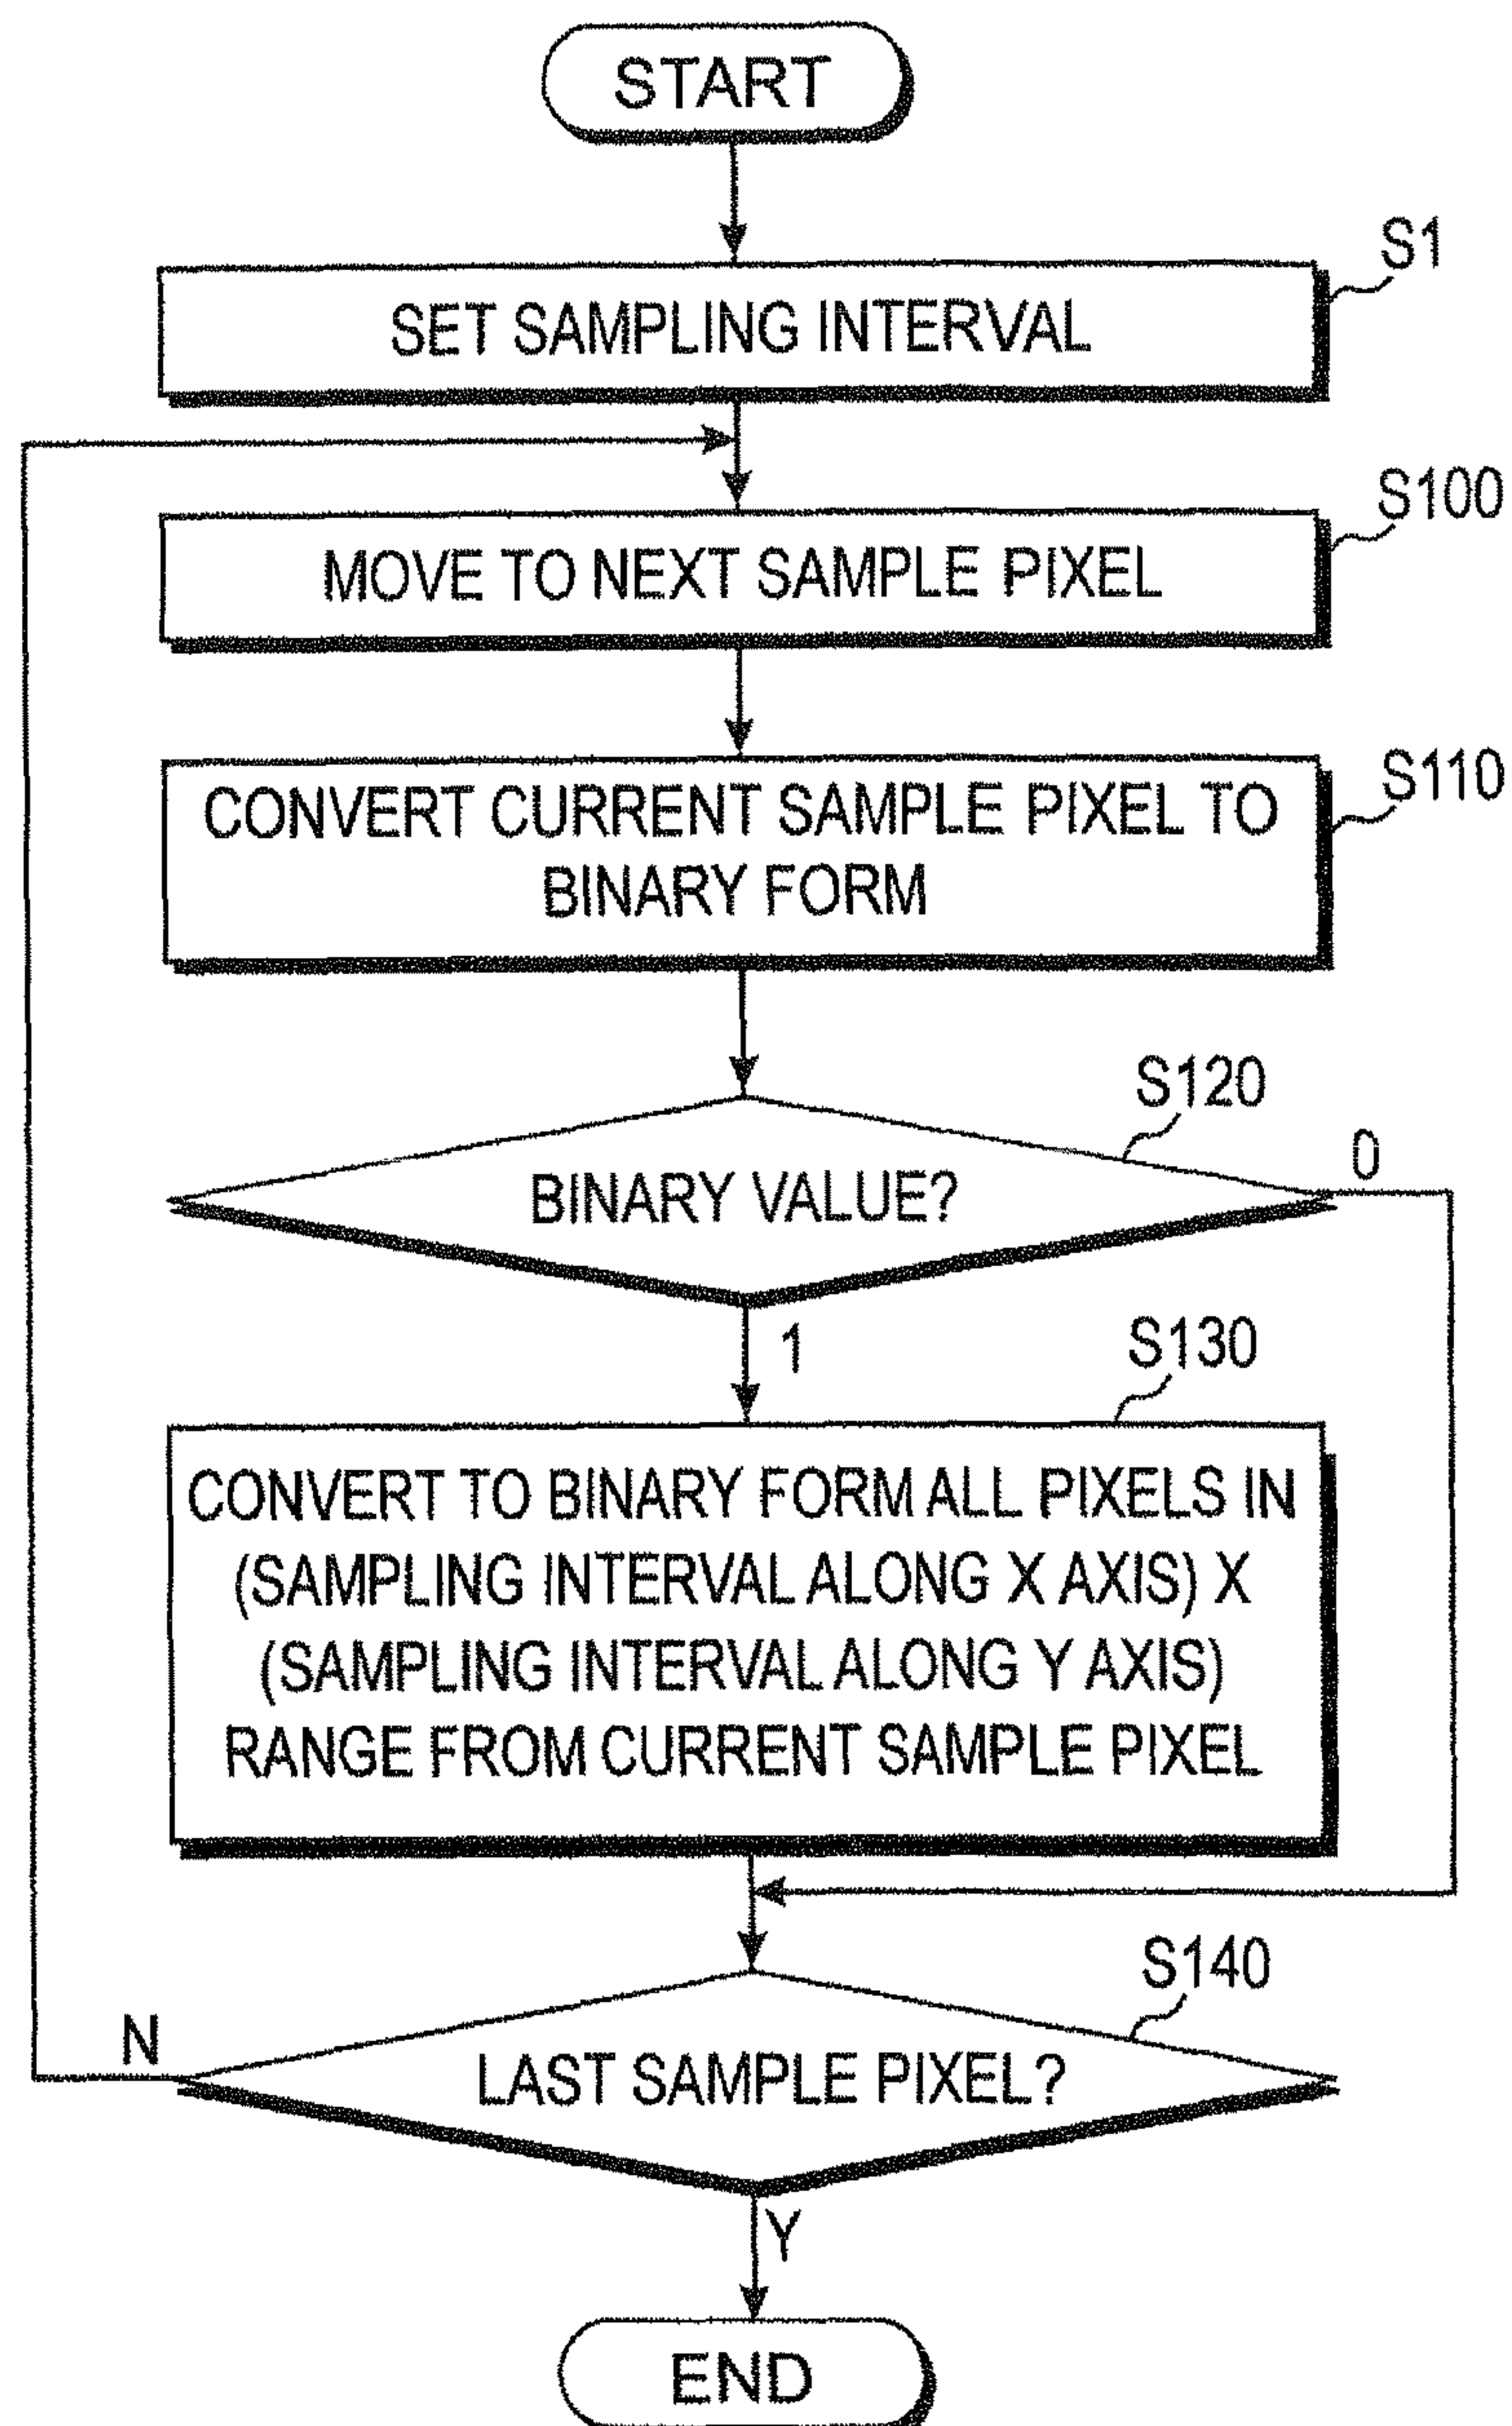 START
S1
SET SAMPLING INTERVAL
S100
MOVE TO NEXT SAMPLE PIXEL
S110
CONVERT CURRENT SAMPLE PIXEL TO
BINARY FORM
S120
0
BINARY VALUE?
1
S130
CONVERT TO BINARY FORM ALL PIXELS IN
(SAMPLING INTERVAL ALONG X AXIS) X
(SAMPLING INTERVAL ALONG Y AXIS)
RANGE FROM CURRENT SAMPLE PIXEL
S140
N
LAST SAMPLE PIXEL?
Y
END